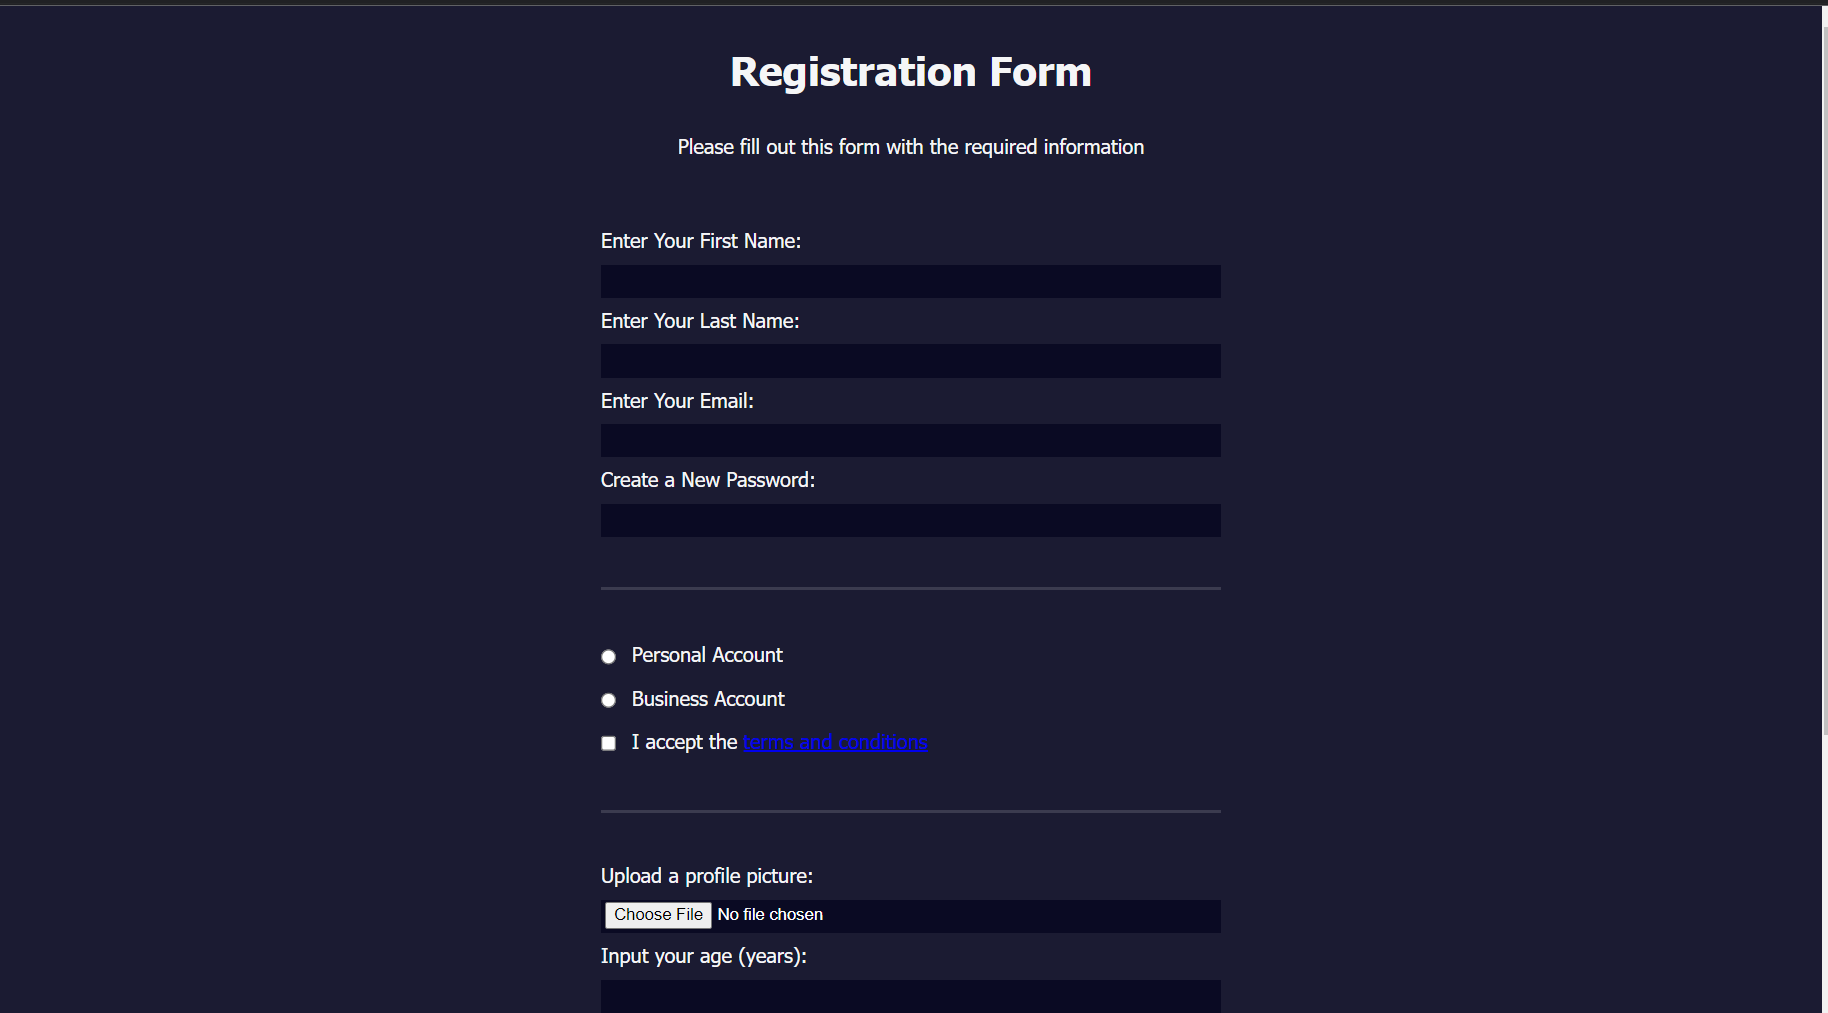 Registration Form
Please fill out this form with the required information
Enter Your First Name:
Enter Your Last Name:
Enter Your Email:
Create a New Password:
Personal Account
Business Account
I accept the terms and conditions
Upload a profile picture:
Choose File No file chosen
Input your age (years):